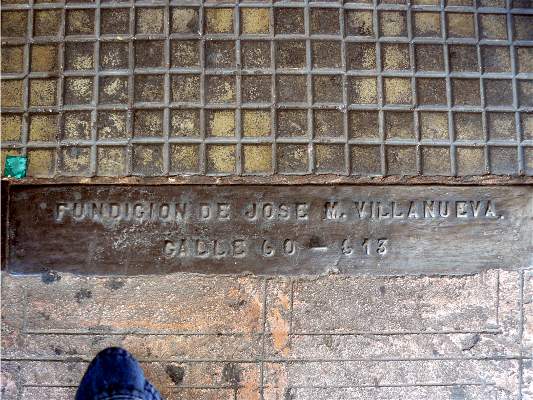 FUNDICION DE JOSE M. VILLANUEVA.
CALLE 60 - 613